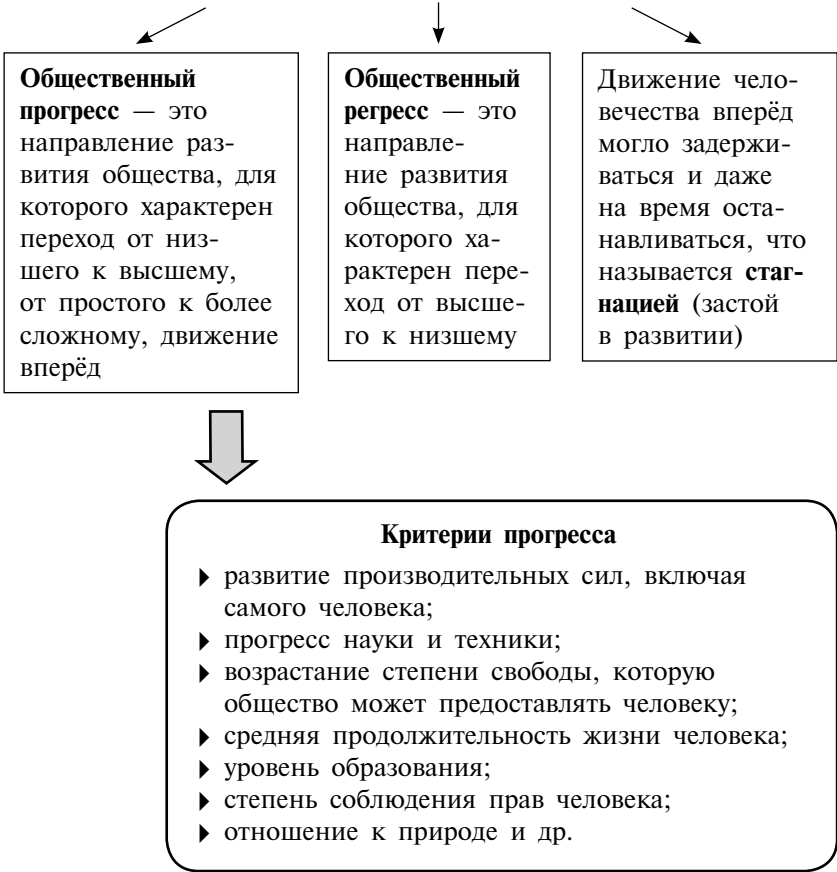 Общественный
прогресс — это
направление раз-
вития общества, для
которого характерен
переход от низ-
шего к высшему,
от простого к более
сложному, движение
вперёд
Общественный
регресс — это
направле-
ние развития
общества, для
которого ха-
рактерен пере-
ход от высше-
го к низшему
Движение чело-
вечества вперёд
могло задержи-
ваться и даже
на время оста-
навливаться, что
называется стаг-
нацией (застой
в развитии)
Критерии прогресса
развитие производительных сил, включая
самого человека;
прогресс науки и техники;
возрастание степени свободы, которую
общество может предоставлять человеку;
средняя продолжительность жизни человека;
уровень образования;
степень соблюдения прав человека;
отношение к природе и др.